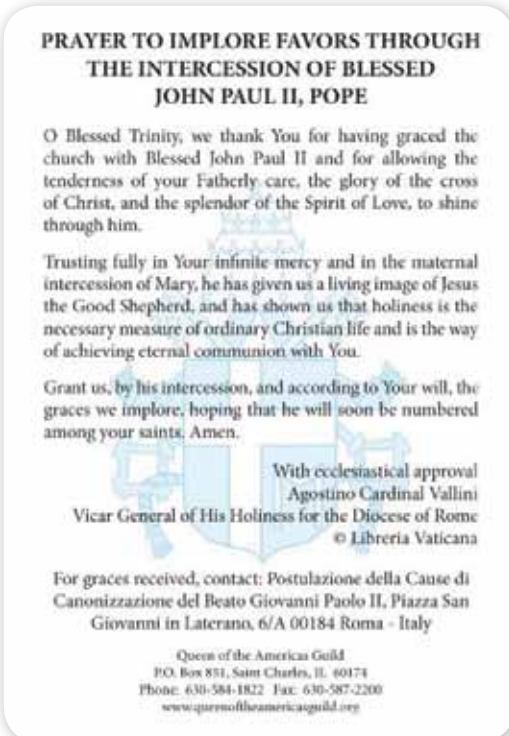 PRAYER TO IMPLORE FAVORS THROUGH
THE INTERCESSION OF BLESSED
JOHN PAUL II, POPE
O Blessed Trinity, we thank You for having graced the
church with Blessed John Paul II and for allowing the
tenderness of your Fatherly care, the glory of the cross
of Christ, and the splendor of the Spirit of Love, to shine
through him.
Trusting fully in Your infinite mercy and in the maternal
intercession of Mary, he has given us a living image of Jesus
the Good Shepherd, and has shown us that holiness is the
necessary measure of ordinary Christian life and is the way
of achieving eternal communion with You.
Grant us, by his intercession, and according to Your will, the
graces we implore, hoping that he will soon be numbered
among your saints. Amen.
With ecclesiastical approval
Agostino Cardinal Vallini
Vicar General of His Holiness for the Diocese of Rome
© Libreria Vaticana
For graces received, contact: Postulazione della Cause di
Canonizzazione del Beato Giovanni Paolo II, Piazza San
Giovanni in Laterano, 6/A 00184 Roma - Italy
Queen of the Americas Guild
P.O. Box 851, Saint Charles, IL 60174
Phone: 630-584-1822 Fax: 630-587-2200
www.queenoftheamericasguild.org